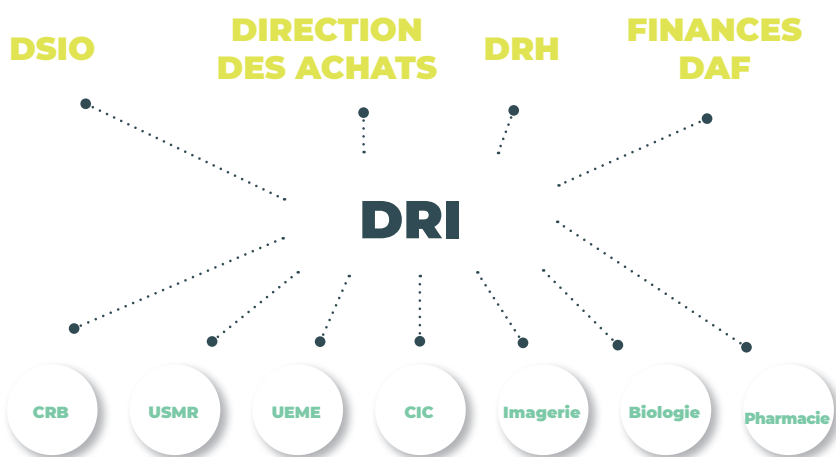 DSIO
DIRECTION
DES ACHATS
DRH
FINANCES
DAF
DRI
CRB
USMR
UEME
CIC
Imagerie
Biologie
Pharmacie